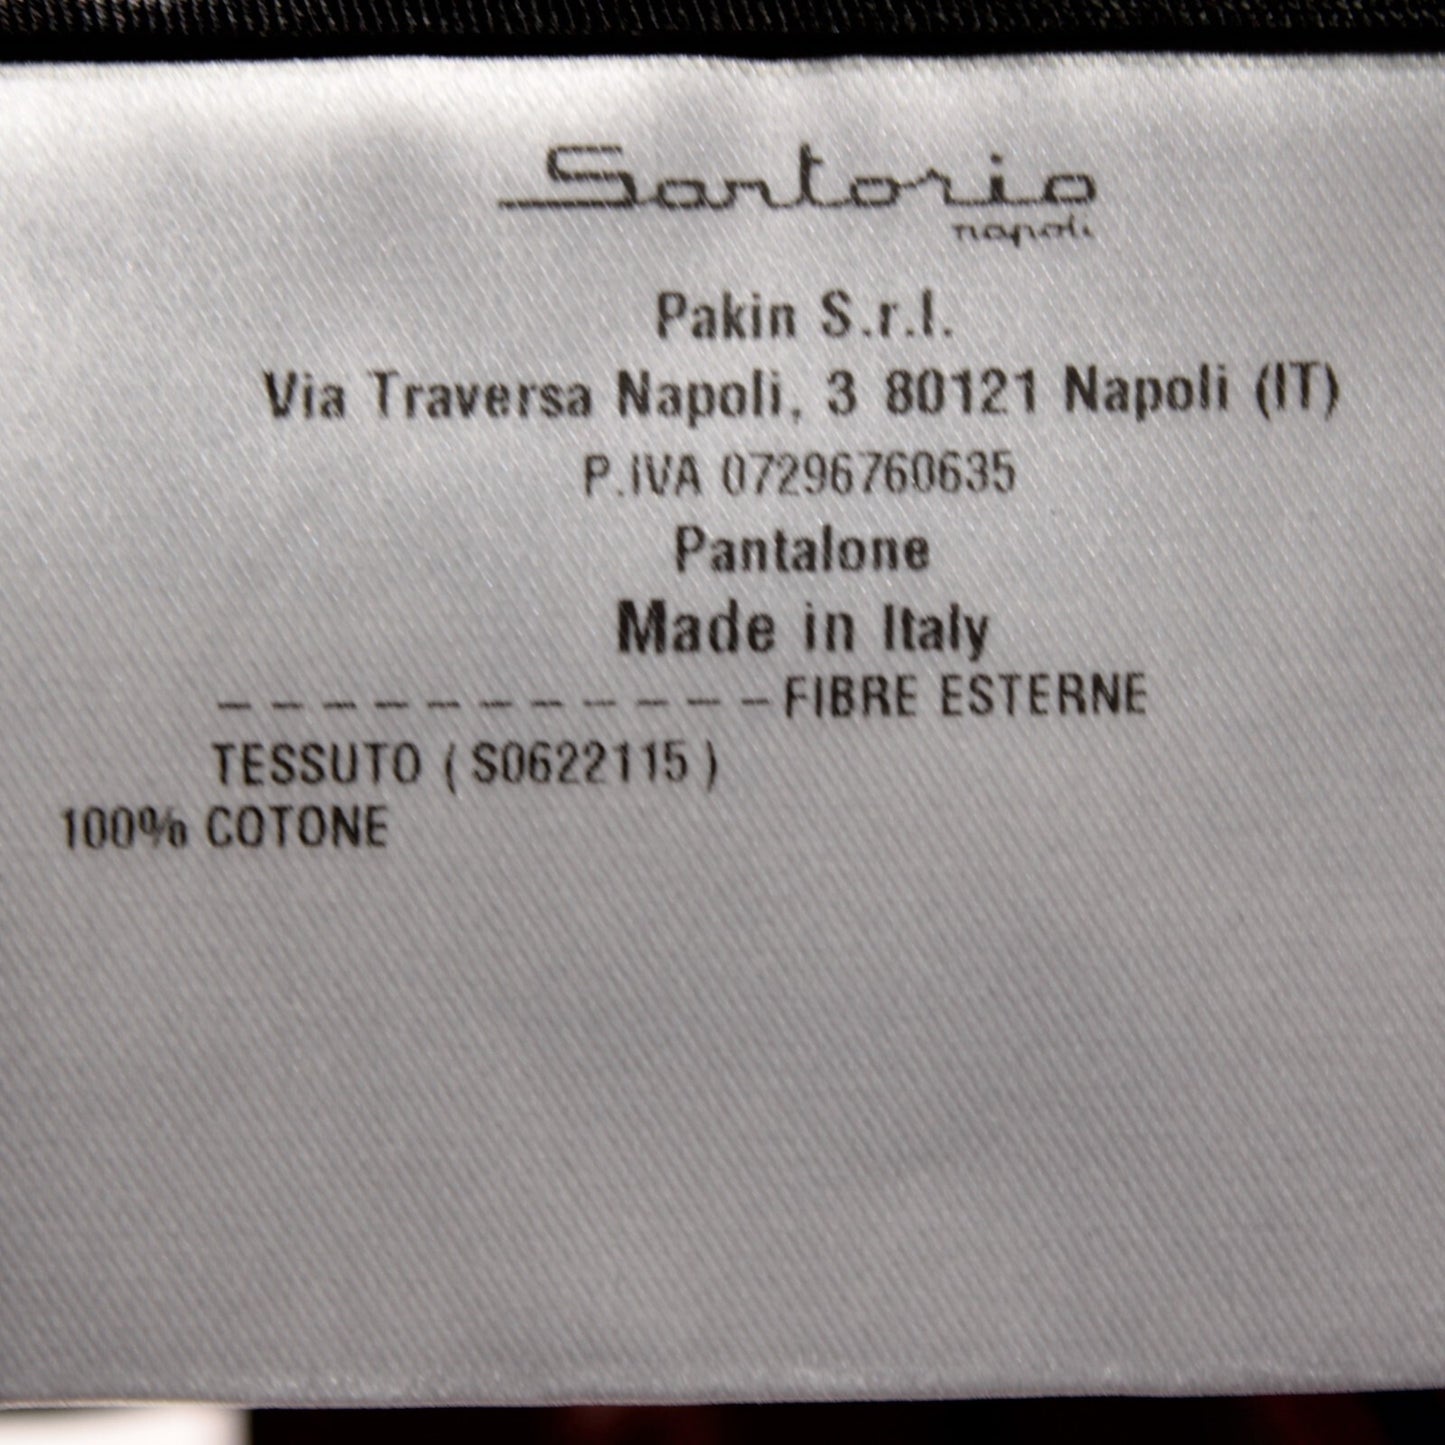 Sartorio
napoli
Pakin S.r.l.
Via Traversa Napoli, 3 80121 Napoli (IT)
P.IVA 07296760635
Pantalone
Made in Italy
-----------FIBRE ESTERNE
TESSUTO ( S0622115 )
100% COTONE